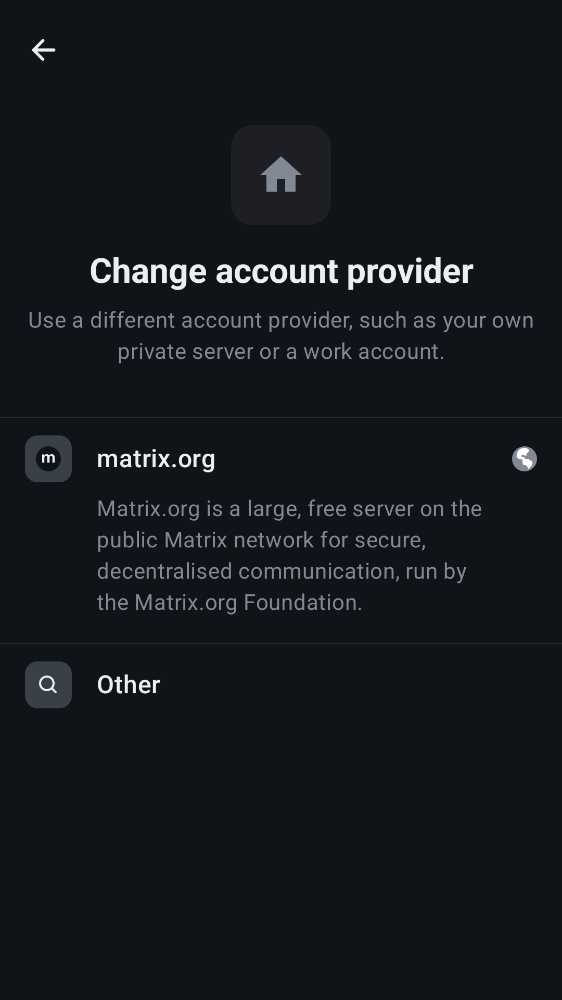 Change account provider
Use a different account provider, such as your own
private server or a work account.
m
matrix.org
Matrix.org is a large, free server on the
public Matrix network for secure,
decentralised communication, run by
the Matrix.org Foundation.
Other